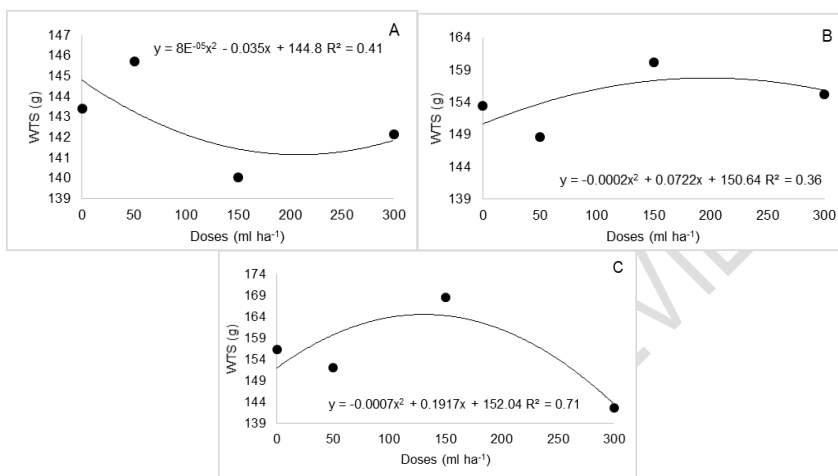 A
y = 8E⁻⁰⁵x² - 0.035x + 144.8 R² = 0.41
147
146
145
144
143
142
141
140
139
WTS (g)
0 50 100 150 200 250 300
Doses (ml ha⁻¹)
B
164
159
154
149
144
139
WTS (g)
y = -0.0002x² + 0.0722x + 150.64 R² = 0.36
0 50 100 150 200 250 300
Doses (ml ha⁻¹)
C
174
169
164
159
154
149
144
139
WTS (g)
y = -0.0007x² + 0.1917x + 152.04 R² = 0.71
0 50 100 150 200 250 300
Doses (ml ha⁻¹)